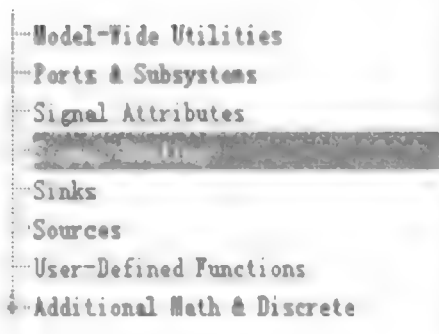 Model-Wide Utilities
Ports & Subsystems
Signal Attributes
Sinks
Sources
User-Defined Functions
Additional Math & Discrete